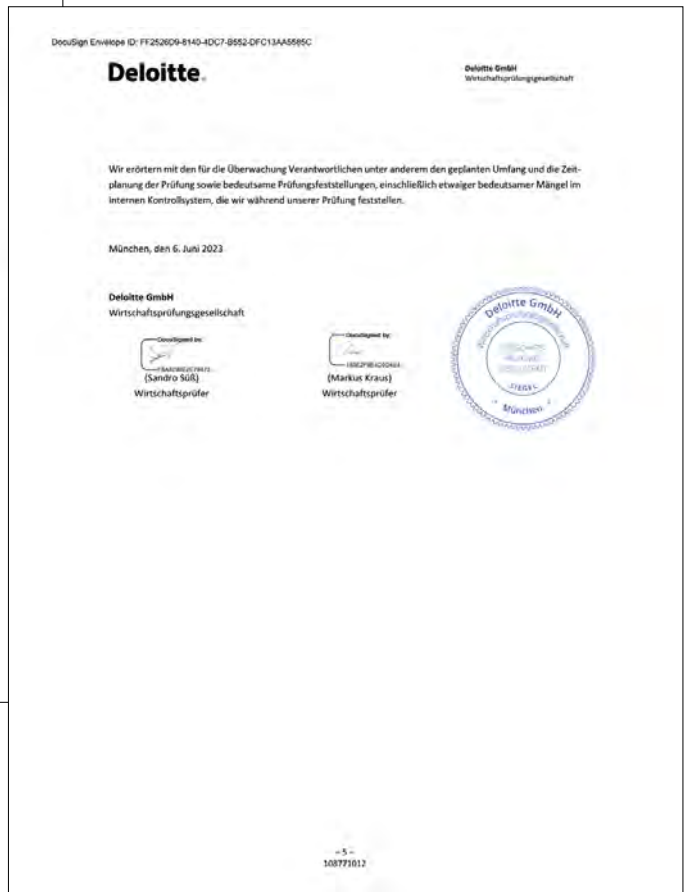 DocuSign Envelope ID: FF2526D9-8140-4DC7-B552-DFC13AA5585C
Deloitte.
Deloitte GmbH
Wirtschaftsprüfungsgesellschaft
Wir erörtern mit den für die Überwachung Verantwortlichen unter anderem den geplanten Umfang und die Zeit-
planung der Prüfung sowie bedeutsame Prüfungsfeststellungen, einschließlich etwaiger bedeutsamer Mängel im
internen Kontrollsystem, die wir während unserer Prüfung feststellen.
München, den 6. Juni 2023
Deloitte GmbH
Wirtschaftsprüfungsgesellschaft
DocuSigned by:
DocuSigned by:
(Sandro Süß)
(Markus Kraus)
Wirtschaftsprüfer
Wirtschaftsprüfer
Deloitte GmbH
Wirtschaftsprüfungsgesellschaft
SIEGEL
München
– 5 –
108771012